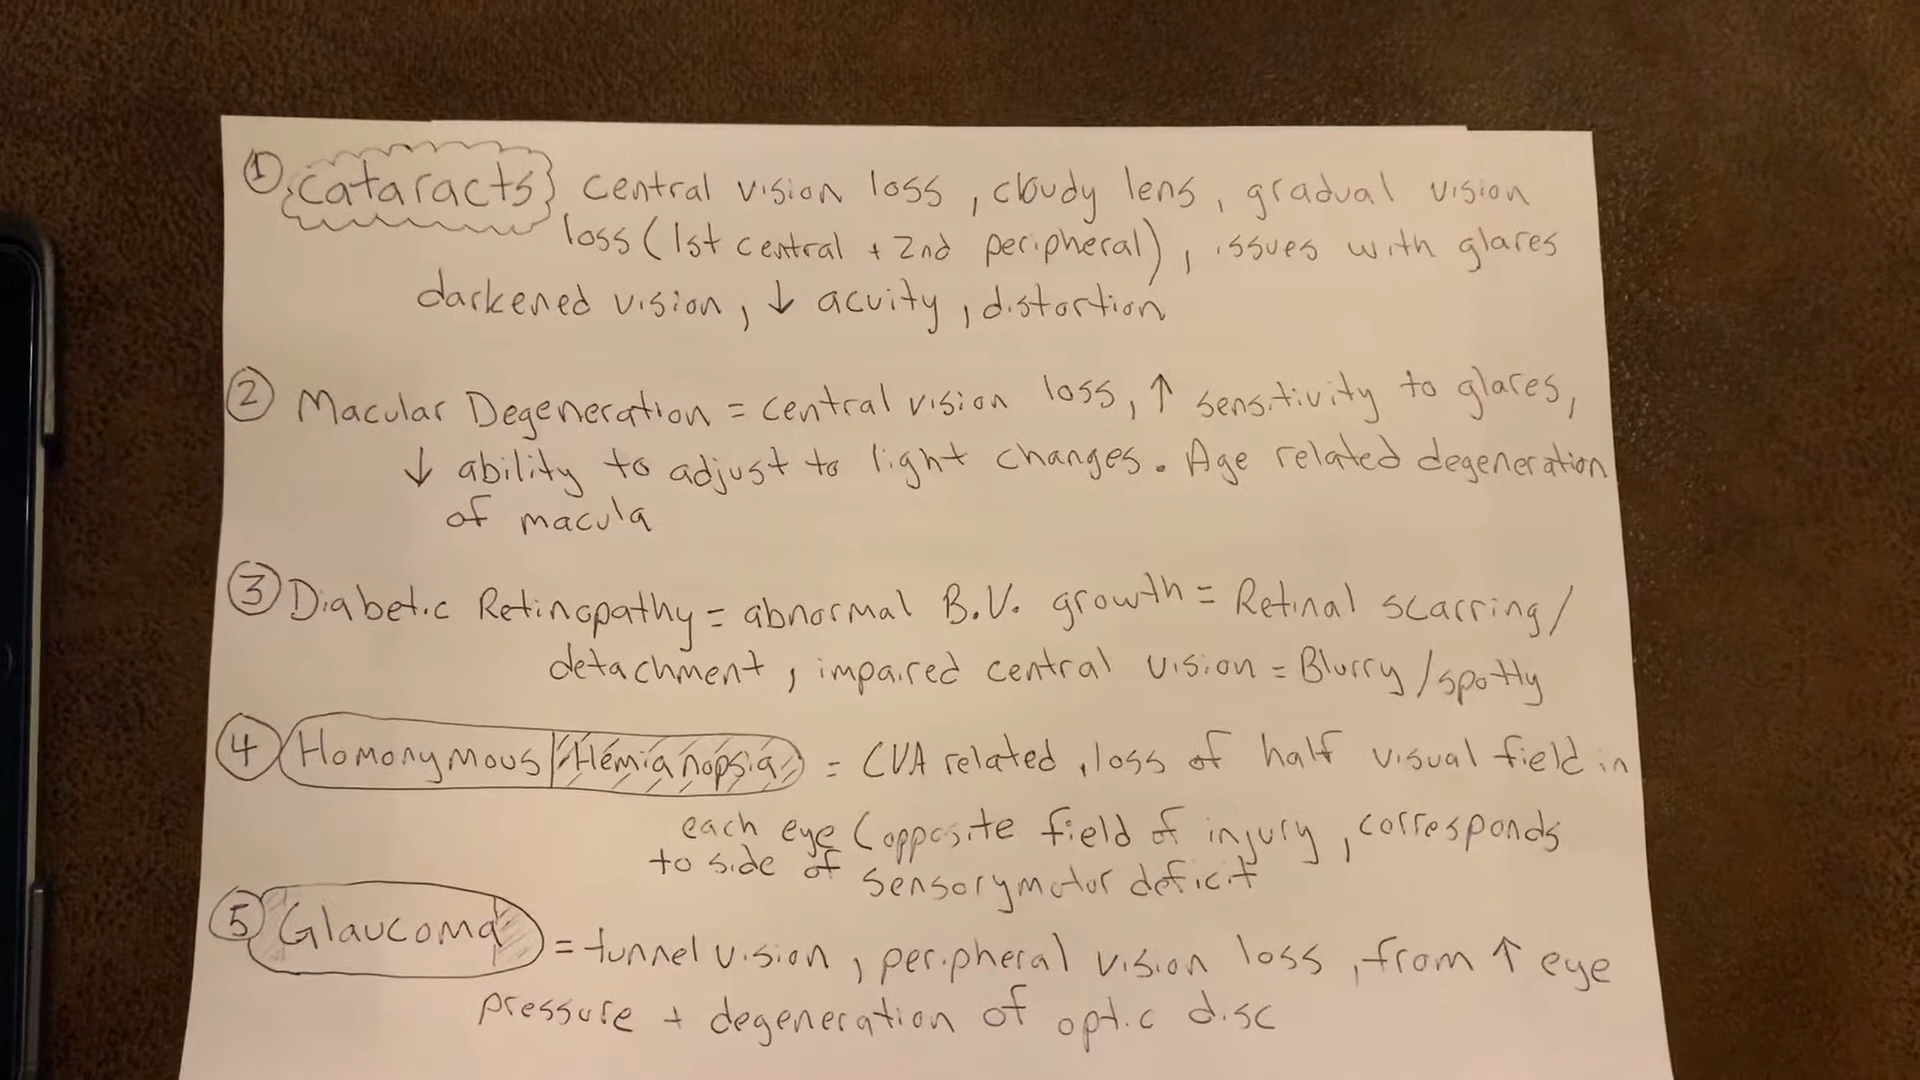 ① cataracts central vision loss, cloudy lens, gradual vision
loss (1st central + 2nd peripheral), issues with glares
darkened vision, ↓ acuity, distortion
② Macular Degeneration = central vision loss, ↑ sensitivity to glares,
↓ ability to adjust to light changes. Age related degeneration
of macula
③ Diabetic Retinopathy = abnormal B.V. growth = Retinal scarring/
detachment, impaired central vision = Blurry/spotty
④ Homonymous Hemianopsia = CVA related, loss of half visual field in
each eye (opposite field of injury, corresponds
to side of sensorymotor deficit
⑤ Glaucoma = tunnel vision, peripheral vision loss, from ↑ eye
pressure + degeneration of optic disc